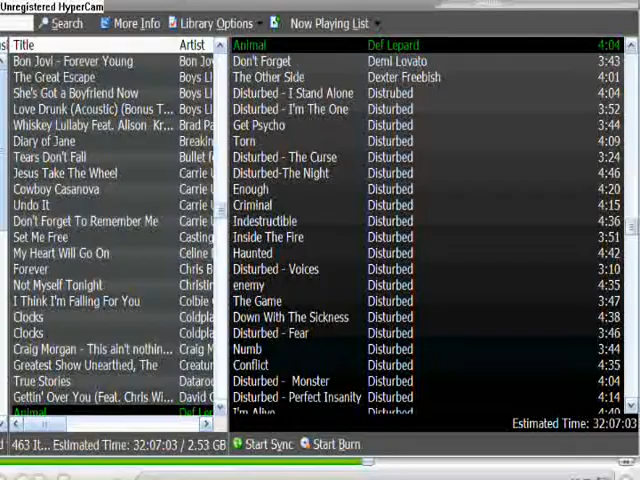 Unregistered HyperCam
Search More Info Library Options Now Playing List
Title Artist
Bon Jovi - Forever Young Bon Jo
The Great Escape Boys Li
She's Got a Boyfriend Now Boys Li
Love Drunk (Acoustic) (Bonus T... Boys Li
Whiskey Lullaby Feat. Alison Kr... Brad Pa
Diary of Jane Breakin
Tears Don't Fall Bullet f
Jesus Take The Wheel Carrie
Cowboy Casanova Carrie
Undo It Carrie
Don't Forget To Remember Me Carrie
Set Me Free Casting
My Heart Will Go On Celine
Forever Chris B
Not Myself Tonight Christin
I Think I'm Falling For You Colbie
Clocks Coldpla
Clocks Coldpla
Craig Morgan - This ain't nothin... Craig M
Greatest Show Unearthed, The Creatur
True Stories Dataroc
Gettin' Over You (Feat. Chris Wi... David G
Animal Def Lep
463 It... Estimated Time: 32:07:03 / 2.53 GB
Animal Def Lepard 4:04
Don't Forget Demi Lovato 3:43
The Other Side Dexter Freebish 4:01
Disturbed - I Stand Alone Distrubed 4:04
Disturbed - I'm The One Disturbed 3:52
Get Psycho Disturbed 3:44
Torn Disturbed 4:09
Disturbed - The Curse Disturbed 3:24
Disturbed-The Night Disturbed 4:46
Enough Disturbed 4:20
Criminal Disturbed 4:15
Indestructible Disturbed 4:36
Inside The Fire Disturbed 3:51
Haunted Disturbed 4:42
Disturbed - Voices Disturbed 3:10
enemy Disturbed 3:35
The Game Disturbed 3:47
Down With The Sickness Disturbed 4:38
Disturbed - Fear Disturbed 3:46
Numb Disturbed 3:44
Conflict Disturbed 4:35
Disturbed - Monster Disturbed 4:04
Disturbed - Perfect Insanity Disturbed 4:14
I'm Alive Disturbed 4:40
Estimated Time: 32:07:03
Start Sync Start Burn